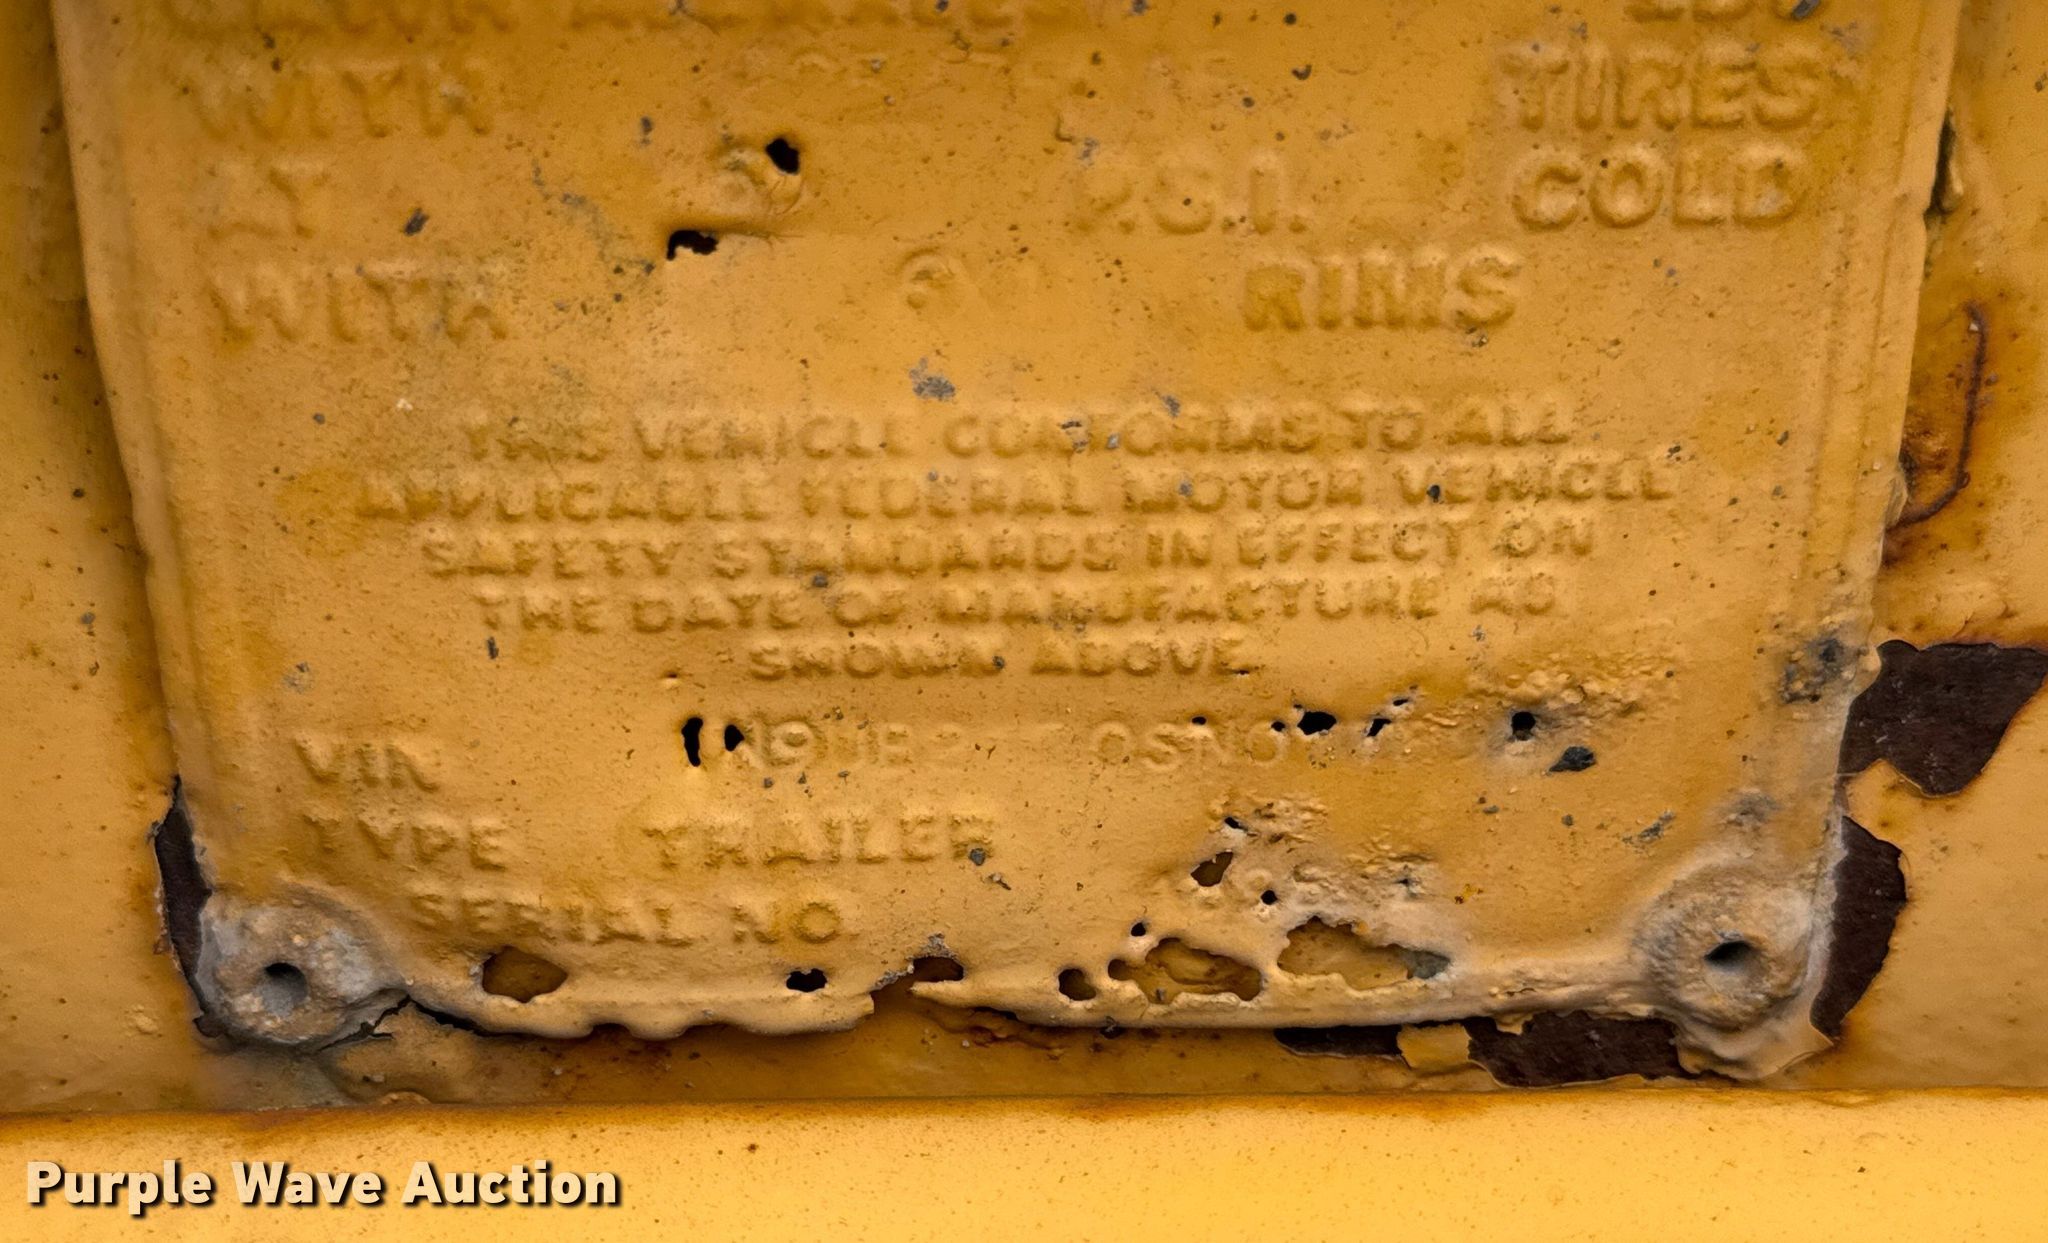 WITH TIRES
AT P.S.I. COLD
WITH RIMS
THIS VEHICLE CONFORMS TO ALL
APPLICABLE FEDERAL MOTOR VEHICLE
SAFETY STANDARDS IN EFFECT ON
THE DATE OF MANUFACTURE AS
SHOWN ABOVE
VIN
TYPE TRAILER
SERIAL NO
Purple Wave Auction